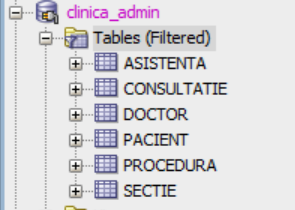 clinica_admin
Tables (Filtered)
ASISTENTA
CONSULTATIE
DOCTOR
PACIENT
PROCEDURA
SECTIE